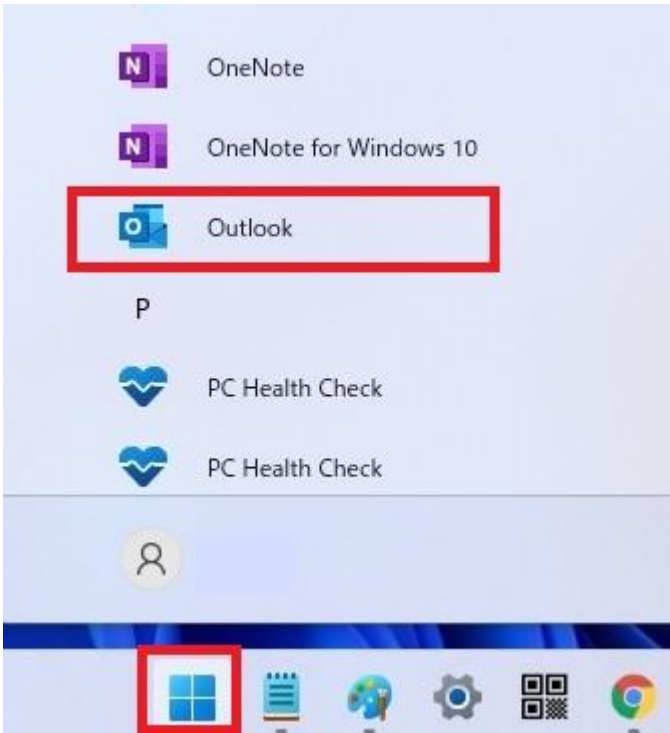 N
OneNote
N
OneNote for Windows 10
O
Outlook
P
PC Health Check
PC Health Check